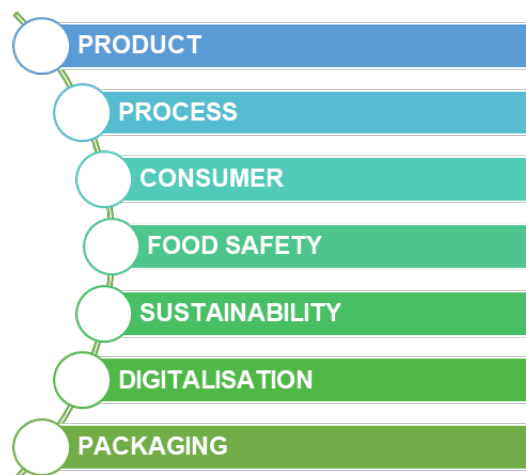 PRODUCT
PROCESS
CONSUMER
FOOD SAFETY
SUSTAINABILITY
DIGITALISATION
PACKAGING